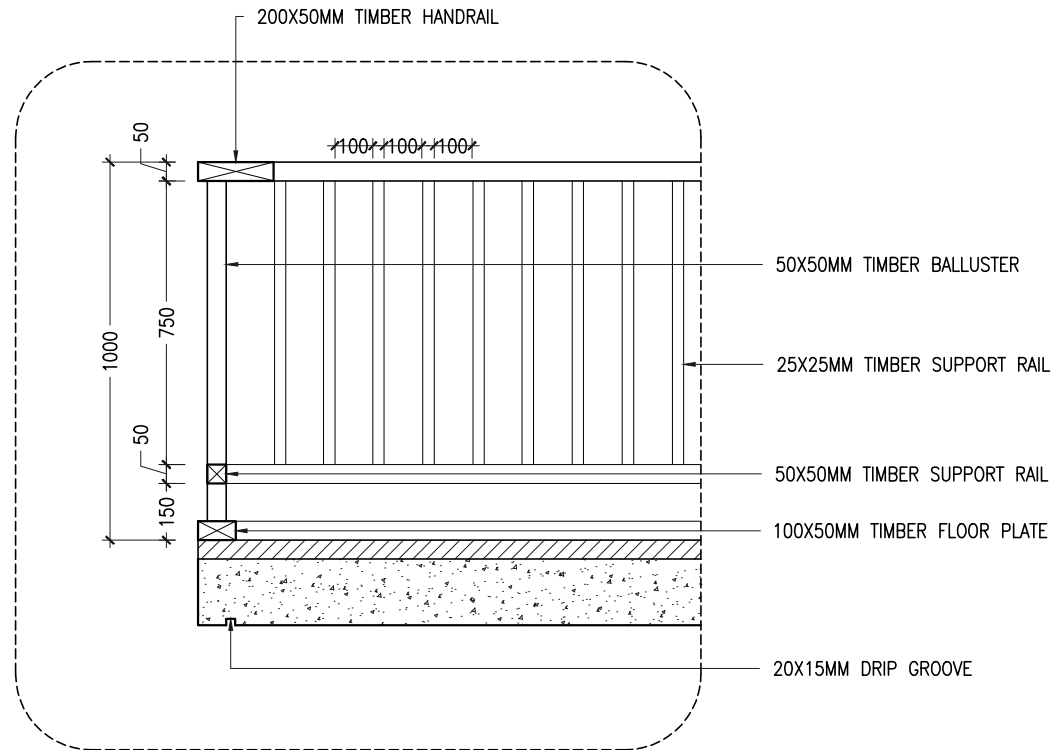 200X50MM TIMBER HANDRAIL
50
100 100 100
50X50MM TIMBER BALLUSTER
750
1000
25X25MM TIMBER SUPPORT RAIL
50
50X50MM TIMBER SUPPORT RAIL
150
100X50MM TIMBER FLOOR PLATE
20X15MM DRIP GROOVE